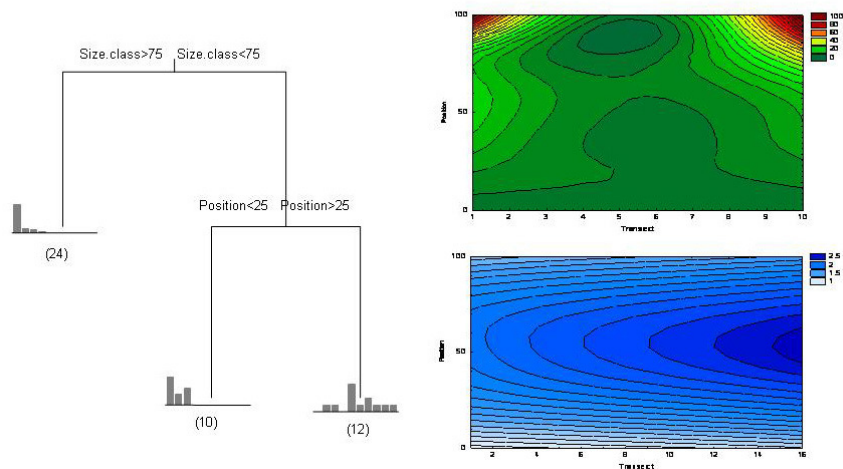 Size.class>75 Size.class<75
Position<25 Position>25
(24)
(10)
(12)
100
50
0
Position
1 2 3 4 5 6 7 8 9 10
Transect
100
80
60
40
20
0
100
50
0
Position
2 4 6 8 10 12 14 16
Transect
2.5
2
1.5
1